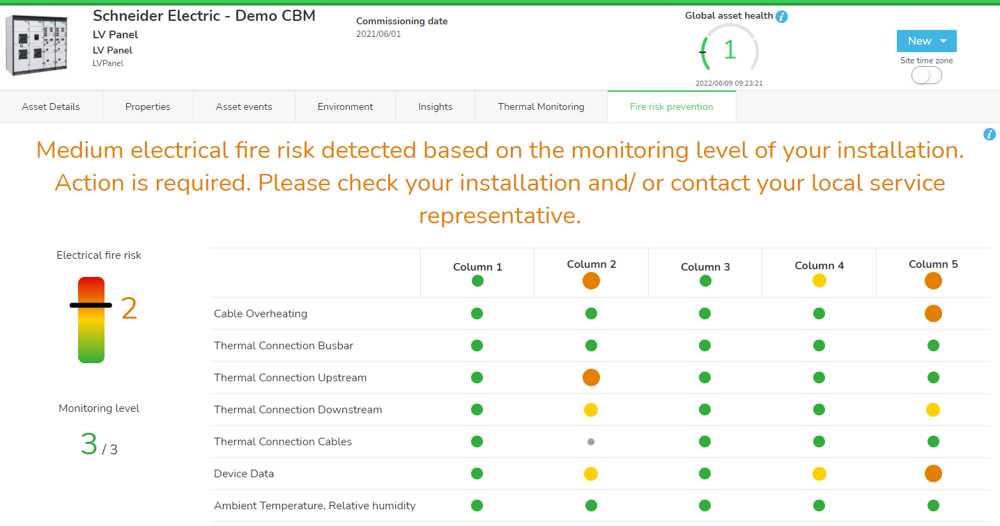 Schneider Electric - Demo CBM
LV Panel
LV Panel
LVPanel
Commissioning date
2021/06/01
Global asset health i
1
2022/06/09 09:23:21
New
Site time zone
Asset Details Properties Asset events Environment Insights Thermal Monitoring Fire risk prevention
i
Medium electrical fire risk detected based on the monitoring level of your installation.
Action is required. Please check your installation and/ or contact your local service
representative.
Electrical fire risk
2
Monitoring level
3 / 3
Column 1 Column 2 Column 3 Column 4 Column 5
Cable Overheating
Thermal Connection Busbar
Thermal Connection Upstream
Thermal Connection Downstream
Thermal Connection Cables
Device Data
Ambient Temperature, Relative humidity